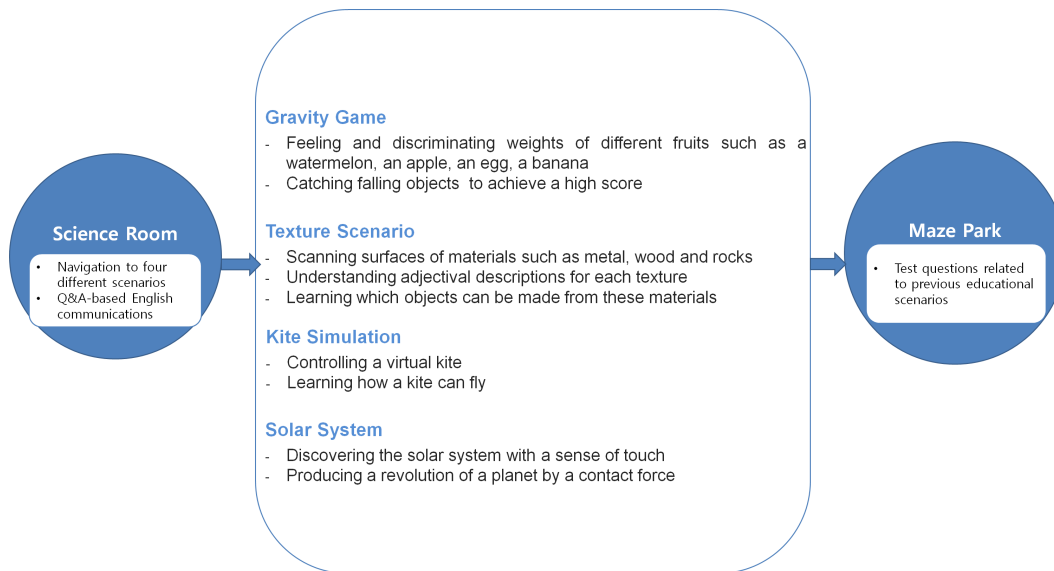 Science Room
• Navigation to four
different scenarios
• Q&A-based English
communications
Gravity Game
- Feeling and discriminating weights of different fruits such as a
watermelon, an apple, an egg, a banana
- Catching falling objects to achieve a high score
Texture Scenario
- Scanning surfaces of materials such as metal, wood and rocks
- Understanding adjectival descriptions for each texture
- Learning which objects can be made from these materials
Kite Simulation
- Controlling a virtual kite
- Learning how a kite can fly
Solar System
- Discovering the solar system with a sense of touch
- Producing a revolution of a planet by a contact force
Maze Park
• Test questions related
to previous educational
scenarios